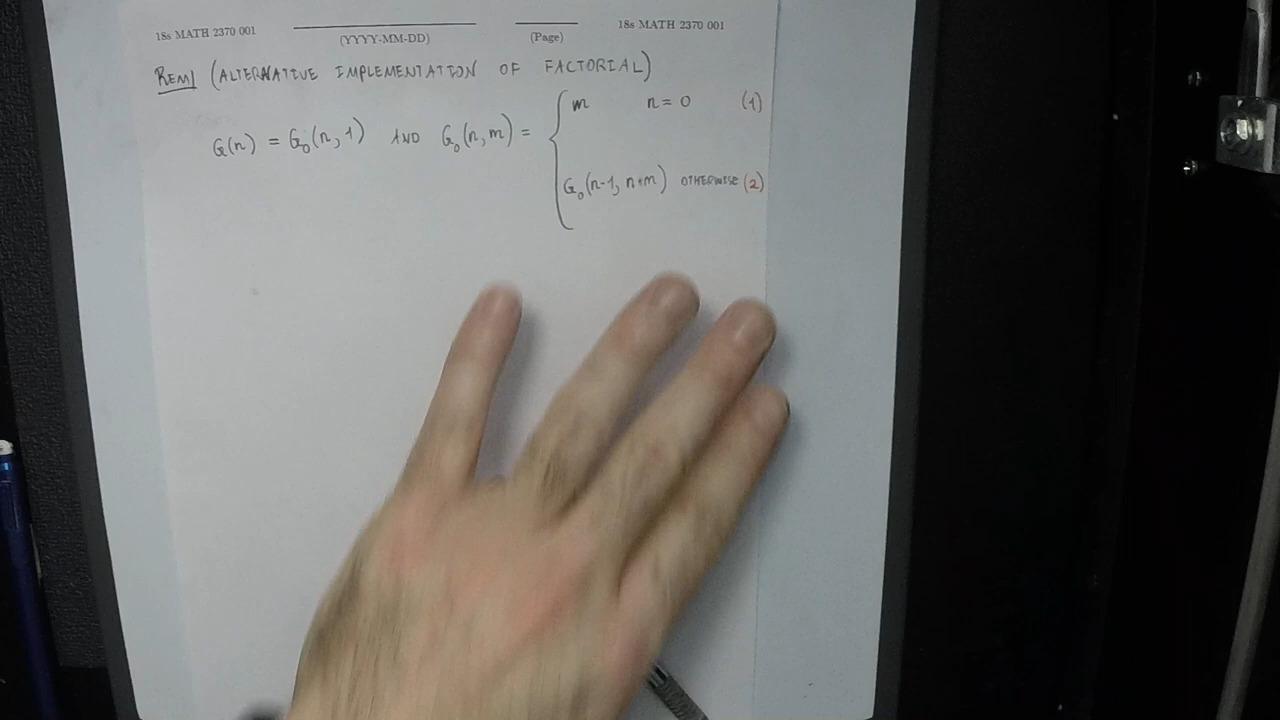 18s MATH 2370 001 (YYYY-MM-DD) (Page) 18s MATH 2370 001
REM (ALTERNATIVE IMPLEMENTATION OF FACTORIAL)
G(n) = G₀(n, 1) AND G₀(n, m) = { m n = 0 (1)
G₀(n-1, n*m) OTHERWISE (2)